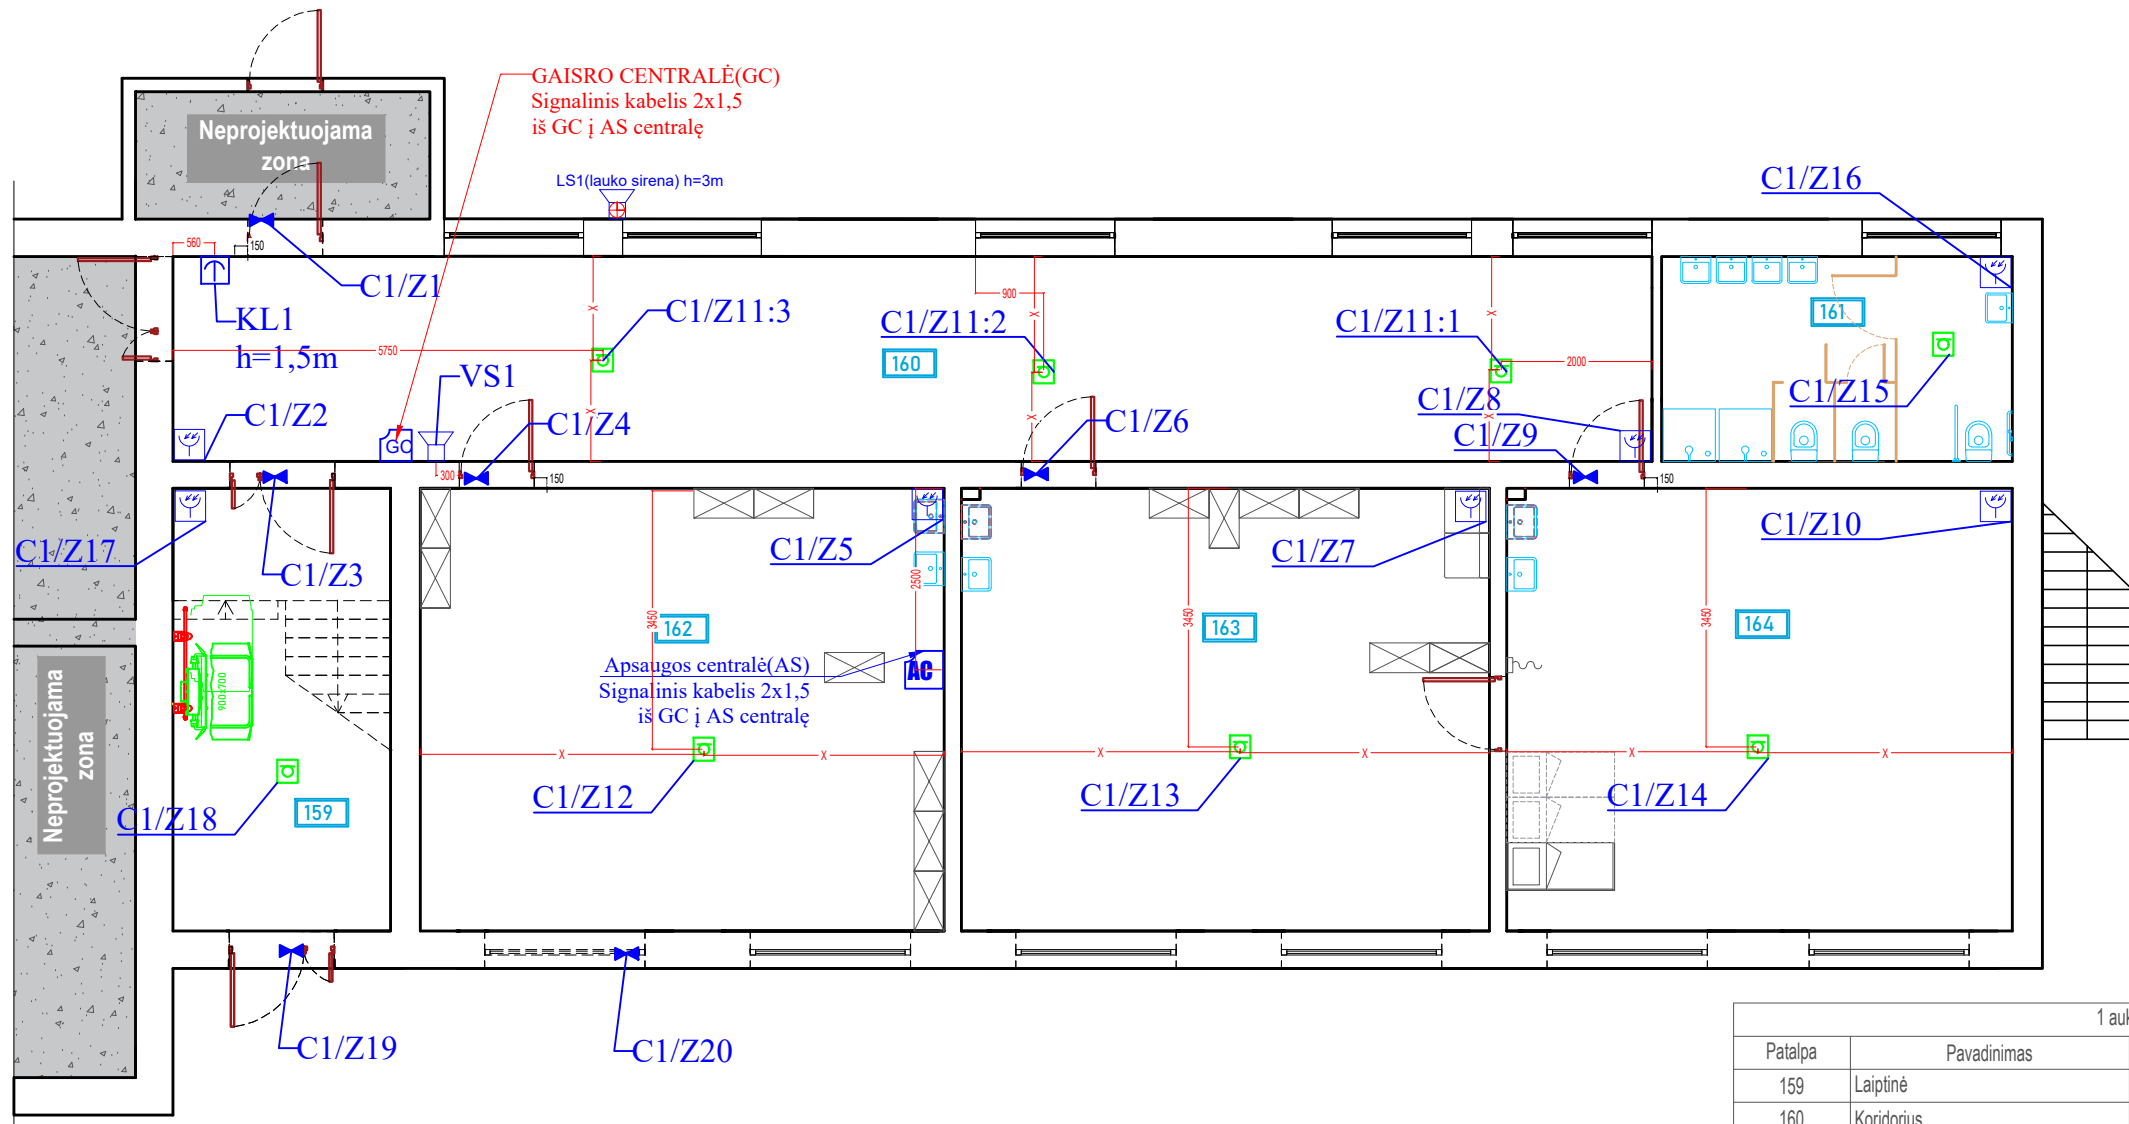 GAISRO CENTRALĖ(GC)
Signalinis kabelis 2x1,5
iš GC į AS centralę
Neprojektuojama
zona
LS1(lauko sirena) h=3m
C1/Z16
560
150
C1/Z1
KL1
h=1,5m
C1/Z11:3
C1/Z11:2
C1/Z11:1
900
X
X
X
161
5750
160
2000
VS1
C1/Z15
C1/Z2
GC
C1/Z4
X
C1/Z6
C1/Z8
X
C1/Z9
300
150
150
C1/Z17
C1/Z3
C1/Z5
C1/Z7
C1/Z10
2500
3450
162
3450
163
3450
164
Apsaugos centralė(AS)
Signalinis kabelis 2x1,5
iš GC į AS centralę
AC
900x700
Neprojektuojama
zona
X
X
X
X
X
X
C1/Z18
159
C1/Z12
C1/Z13
C1/Z14
C1/Z19
C1/Z20
1 auk
Patalpa
Pavadinimas
159
Laiptinė
160
Koridorius